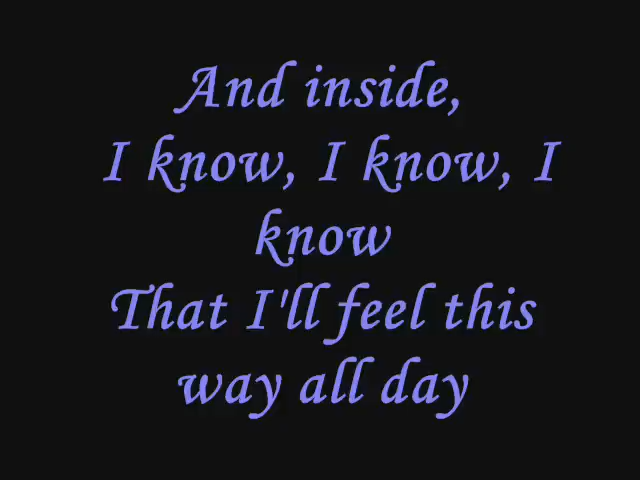 And inside,
I know, I know, I
know
That I'll feel this
way all day